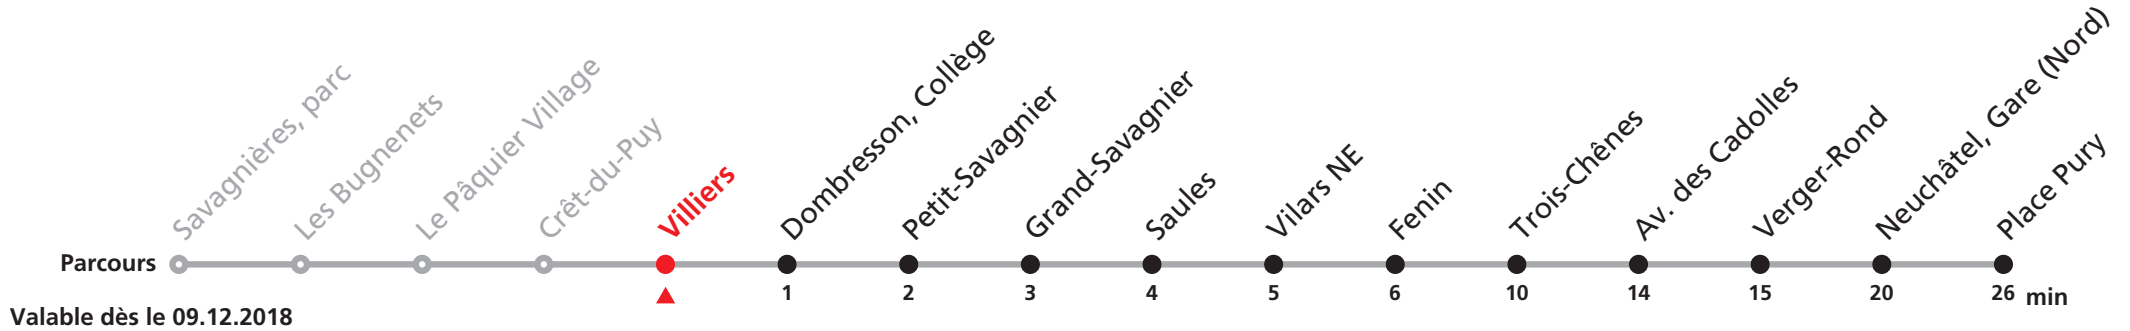 Savagnières, parc
Les Bugnenets
Le Pâquier Village
Crêt-du-Puy
Villiers
Dombresson, Collège
Petit-Savagnier
Grand-Savagnier
Saules
Vilars NE
Fenin
Trois-Chênes
Av. des Cadolles
Verger-Rond
Neuchâtel, Gare (Nord)
Place Pury
Parcours
1 2 3 4 5 6 10 14 15 20 26 min
Valable dès le 09.12.2018